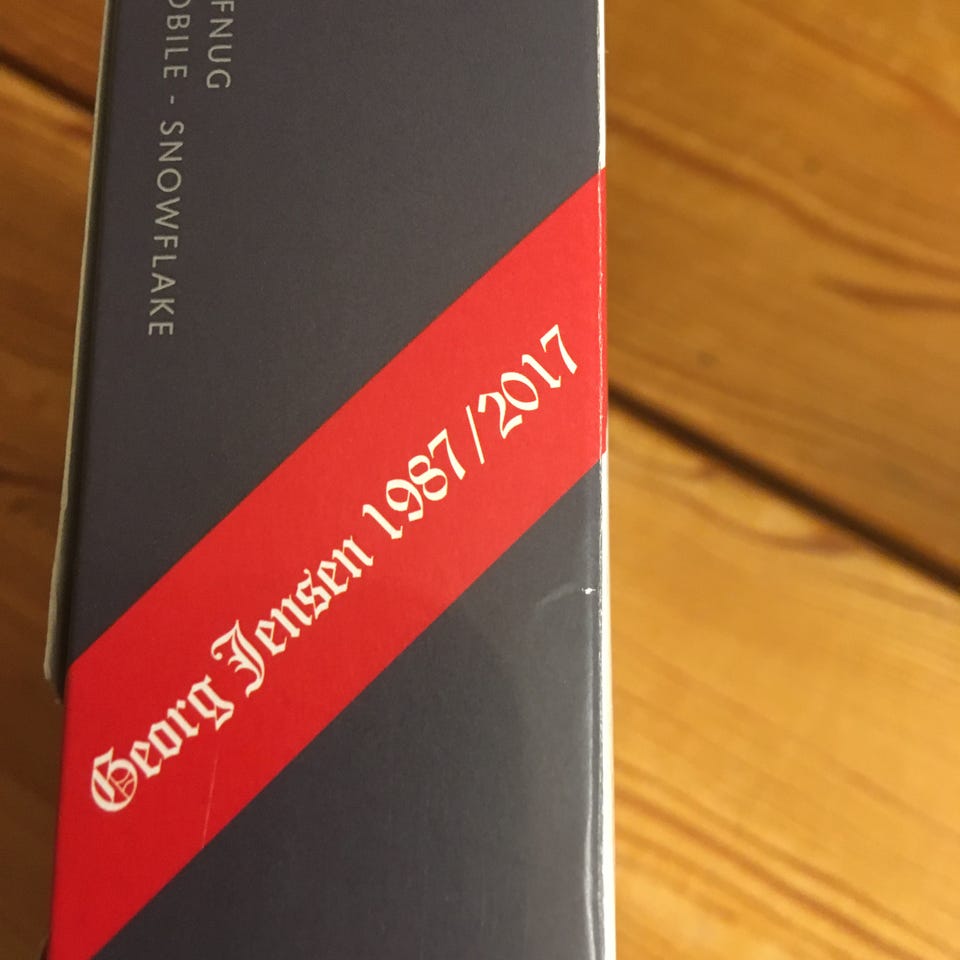 FNUG
OBILE - SNOWFLAKE
Georg Jensen 1987/2017